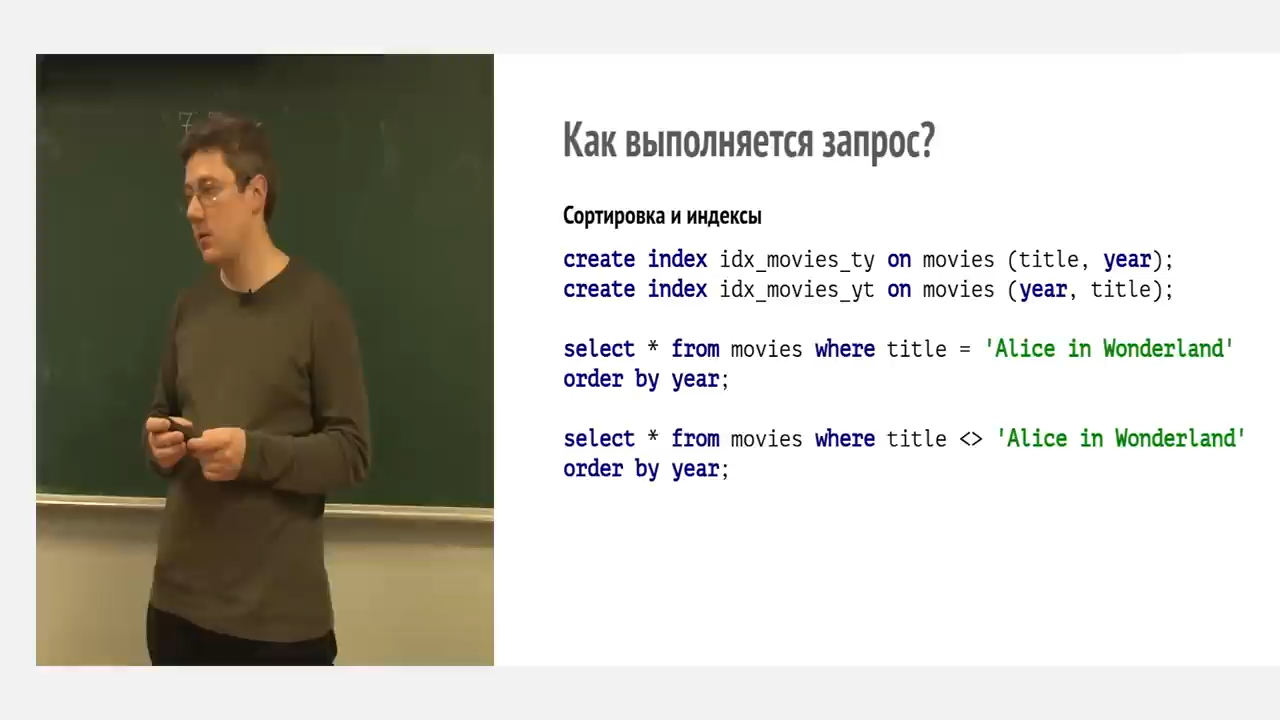 Как выполняется запрос?
Сортировка и индексы
create index idx_movies_ty on movies (title, year);
create index idx_movies_yt on movies (year, title);
select * from movies where title = 'Alice in Wonderland'
order by year;
select * from movies where title <> 'Alice in Wonderland'
order by year;